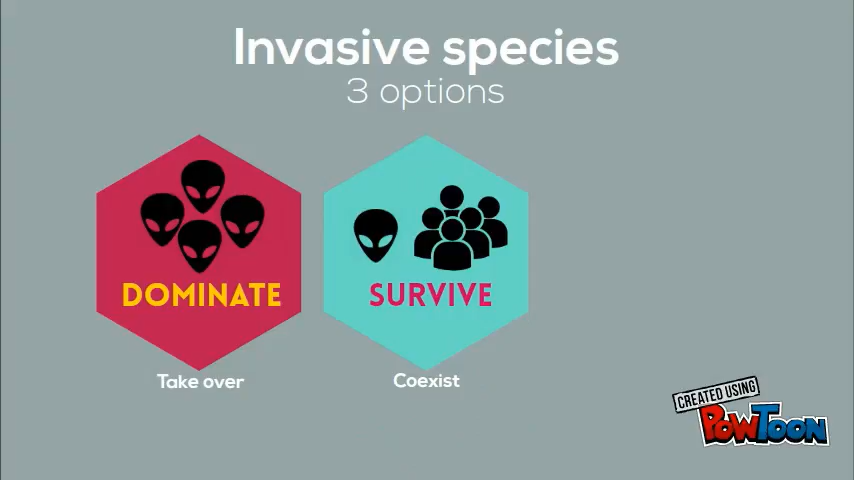 Invasive species
3 options
DOMINATE
SURVIVE
Take over
Coexist
CREATED USING
POWTOON